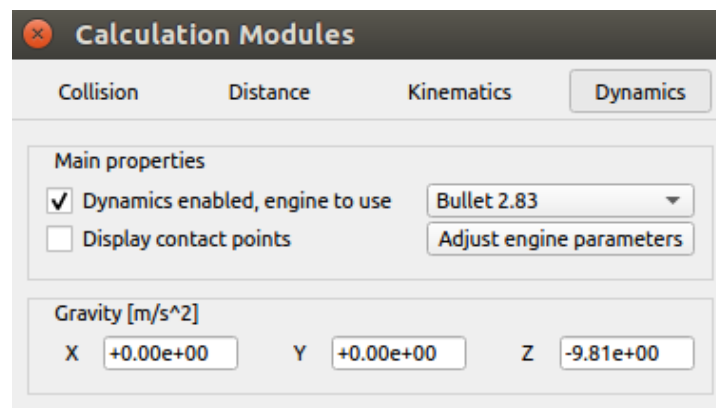 Calculation Modules
Collision Distance Kinematics Dynamics
Main properties
Dynamics enabled, engine to use Bullet 2.83
Display contact points Adjust engine parameters
Gravity [m/s^2]
X +0.00e+00 Y +0.00e+00 Z -9.81e+00